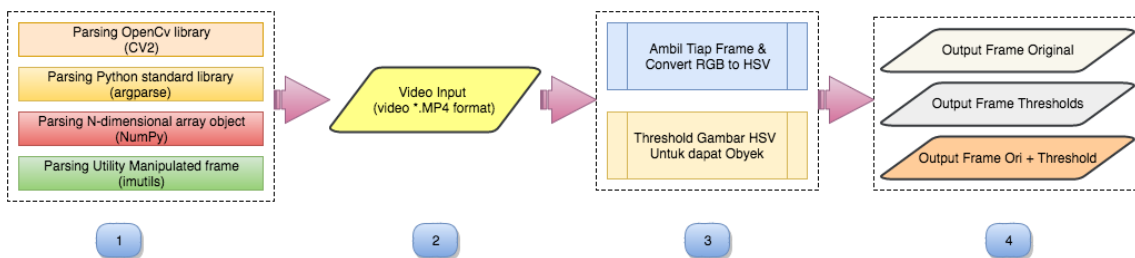 Parsing OpenCv library
(CV2)
Parsing Python standard library
(argparse)
Parsing N-dimensional array object
(NumPy)
Parsing Utility Manipulated frame
(imutils)
1
Video Input
(video *.MP4 format)
2
Ambil Tiap Frame &
Convert RGB to HSV
Threshold Gambar HSV
Untuk dapat Obyek
3
Output Frame Original
Output Frame Thresholds
Output Frame Ori + Threshold
4